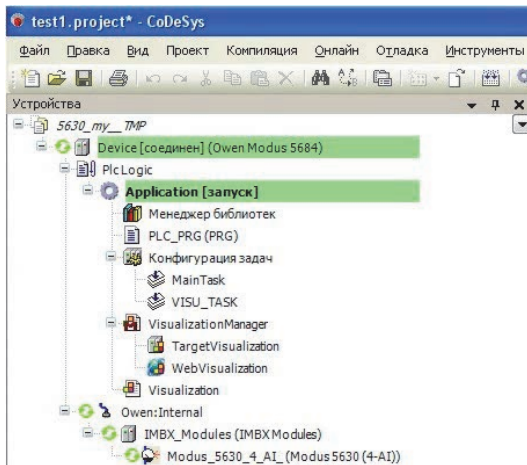 test1.project* - CoDeSys
Файл Правка Вид Проект Компиляция Онлайн Отладка Инструменты
Устройства
5630_my__TMP
Device [соединен] (Owen Modus 5684)
Plc Logic
Application [запуск]
Менеджер библиотек
PLC_PRG (PRG)
Конфигурация задач
MainTask
VISU_TASK
VisualizationManager
TargetVisualization
WebVisualization
Visualization
Owen:Internal
IMBX_Modules (IMBX Modules)
Modus_5630_4_AI_ (Modus 5630 (4-AI))